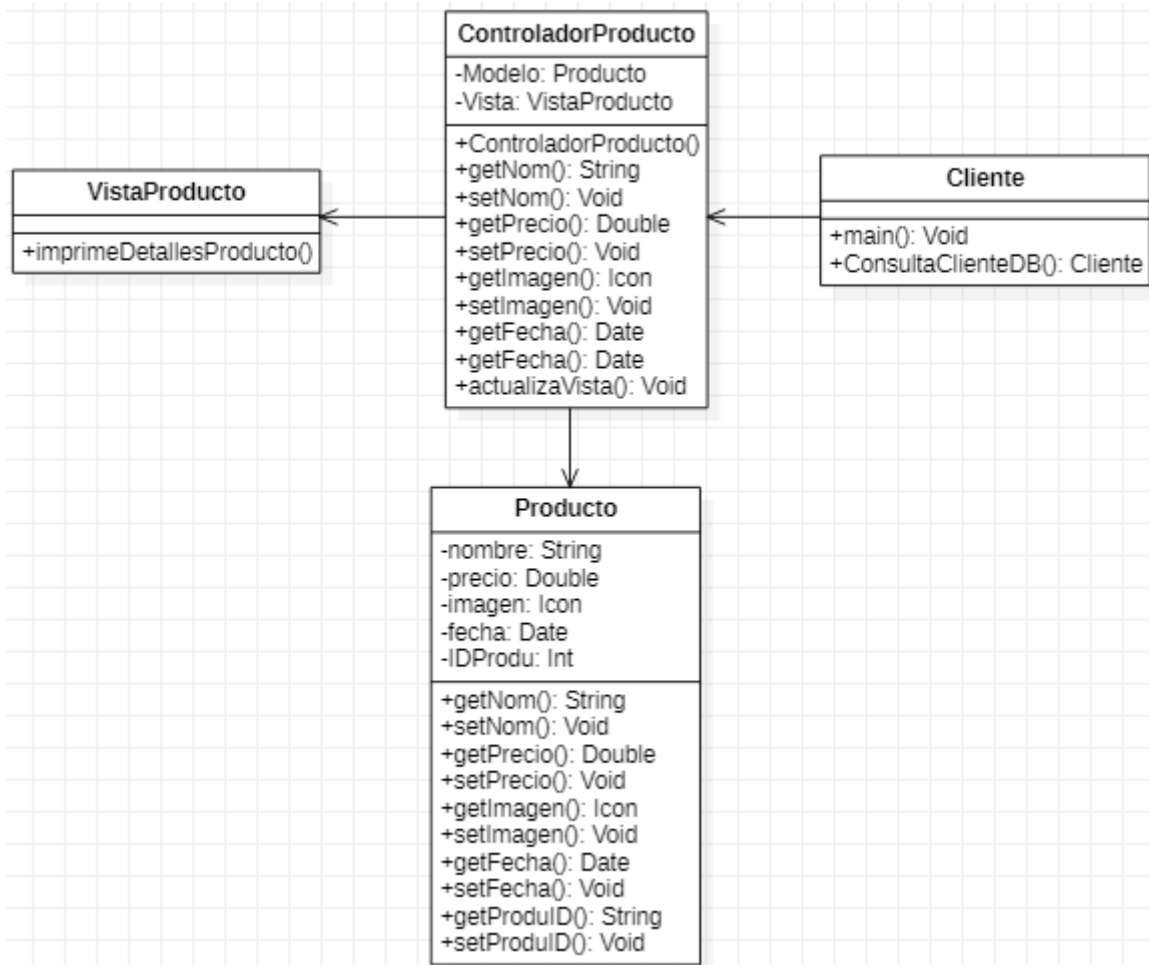 ControladorProducto
-Modelo: Producto
-Vista: VistaProducto
+ControladorProducto()
+getNom(): String
+setNom(): Void
+getPrecio(): Double
+setPrecio(): Void
+getImagen(): Icon
+setImagen(): Void
+getFecha(): Date
+getFecha(): Date
+actualizaVista(): Void
VistaProducto
+imprimeDetallesProducto()
Cliente
+main(): Void
+ConsultaClienteDB(): Cliente
Producto
-nombre: String
-precio: Double
-imagen: Icon
-fecha: Date
-IDProdu: Int
+getNom(): String
+setNom(): Void
+getPrecio(): Double
+setPrecio(): Void
+getImagen(): Icon
+setImagen(): Void
+getFecha(): Date
+setFecha(): Void
+getProduID(): String
+setProduID(): Void